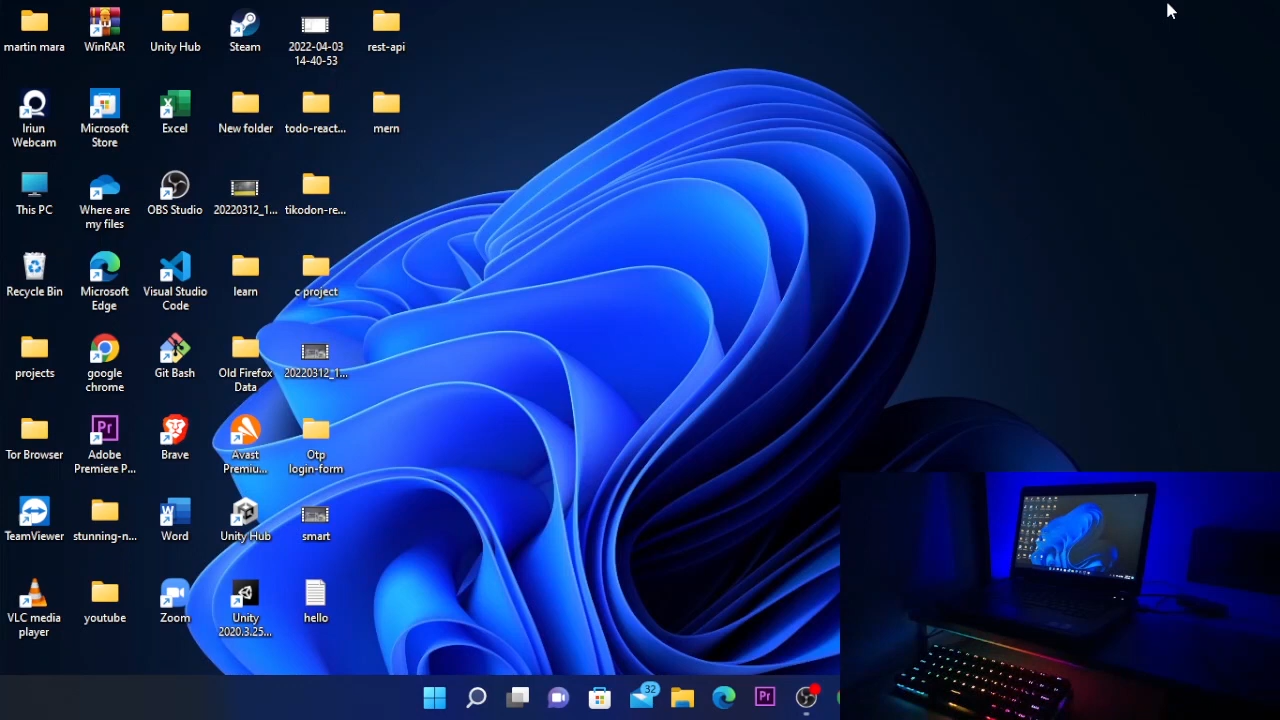 martin mara
WinRAR
Unity Hub
Steam
2022-04-03
14-40-53
rest-api
Iriun
Webcam
Microsoft
Store
Excel
New folder
todo-react...
mern
This PC
Where are
my files
OBS Studio
20220312_1...
tikodon-re...
Recycle Bin
Microsoft
Edge
Visual Studio
Code
learn
c project
projects
google
chrome
Git Bash
Old Firefox
Data
20220312_1...
Tor Browser
Adobe
Premiere P...
Brave
Avast
Premiu...
Otp
login-form
TeamViewer
stunning-n...
Word
Unity Hub
smart
VLC media
player
youtube
Zoom
Unity
2020.3.25...
hello
32
Pr
Pr